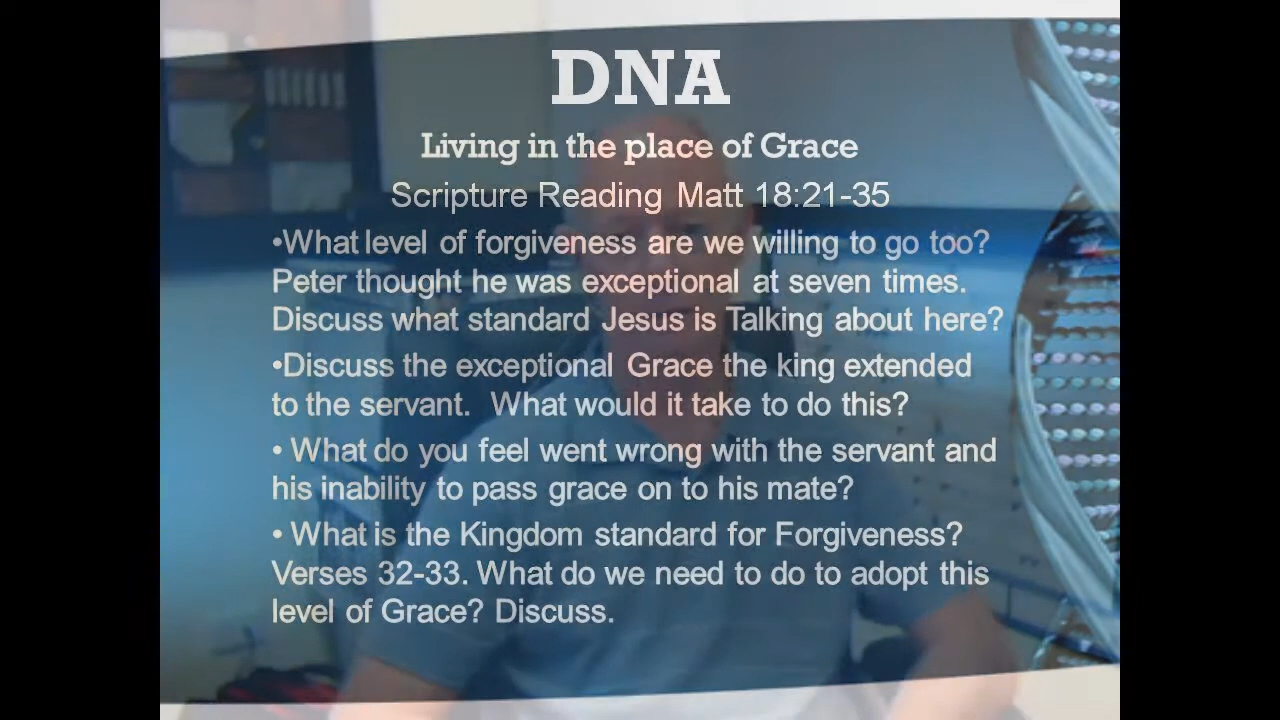 DNA
Living in the place of Grace
Scripture Reading Matt 18:21-35
•What level of forgiveness are we willing to go too?
Peter thought he was exceptional at seven times.
Discuss what standard Jesus is Talking about here?
•Discuss the exceptional Grace the king extended
to the servant. What would it take to do this?
• What do you feel went wrong with the servant and
his inability to pass grace on to his mate?
• What is the Kingdom standard for Forgiveness?
Verses 32-33. What do we need to do to adopt this
level of Grace? Discuss.